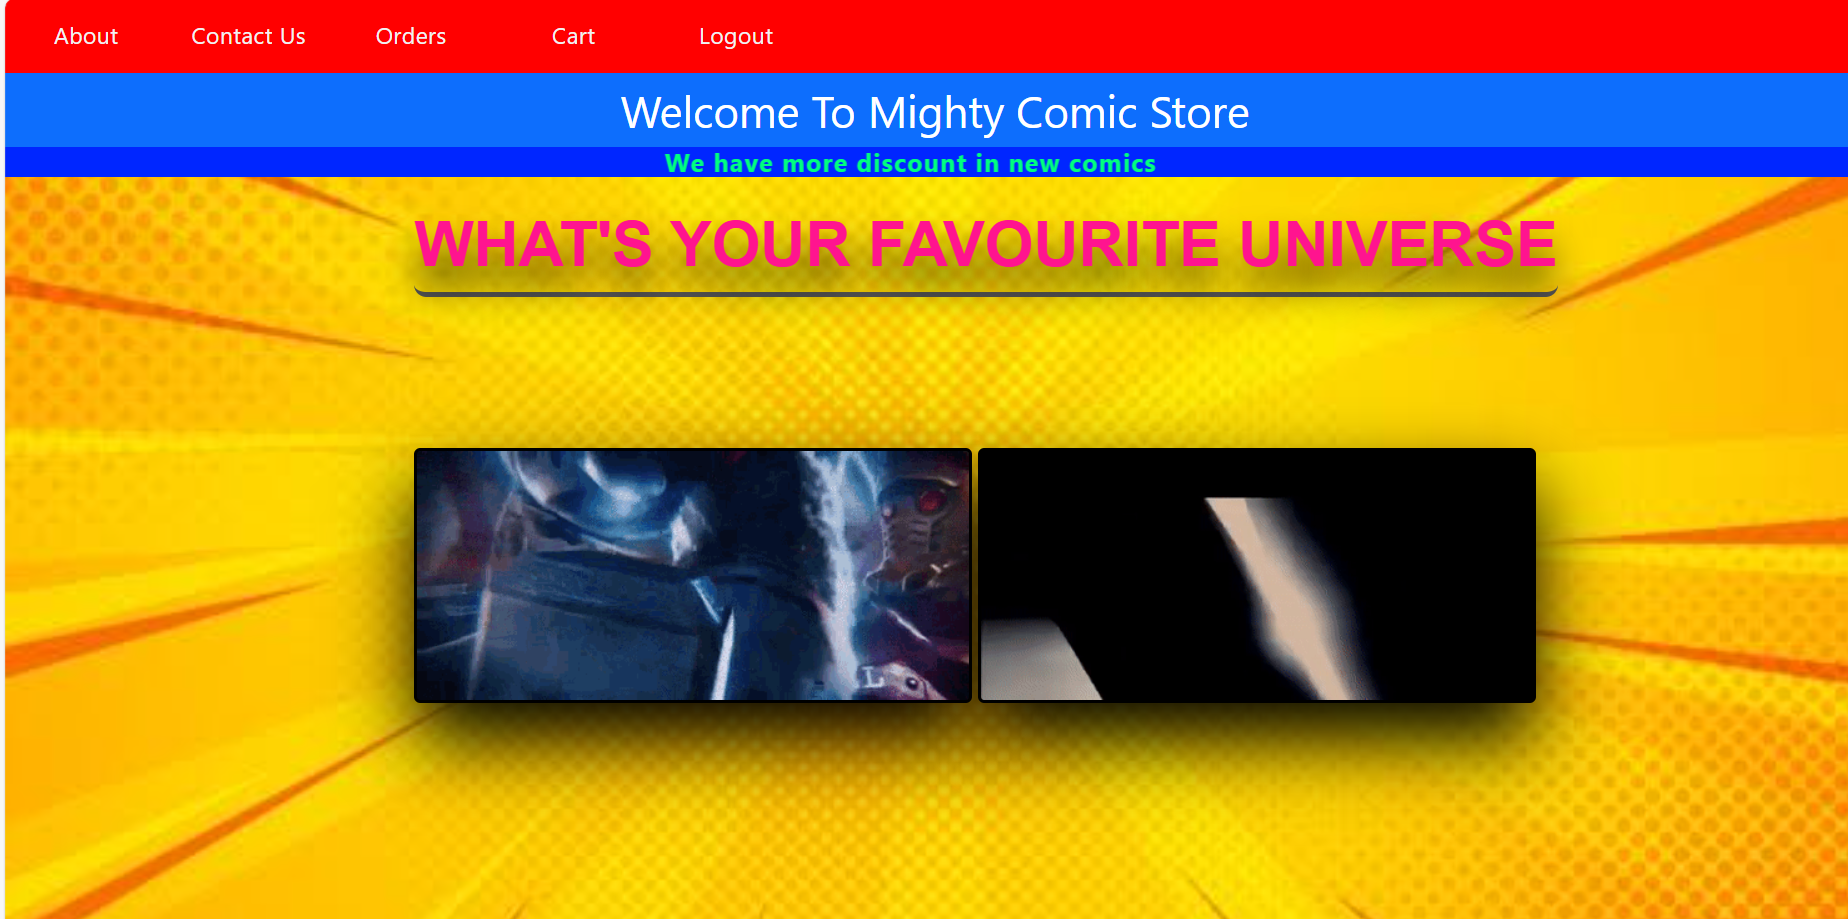 About Contact Us Orders Cart Logout
Welcome To Mighty Comic Store
We have more discount in new comics
WHAT'S YOUR FAVOURITE UNIVERSE